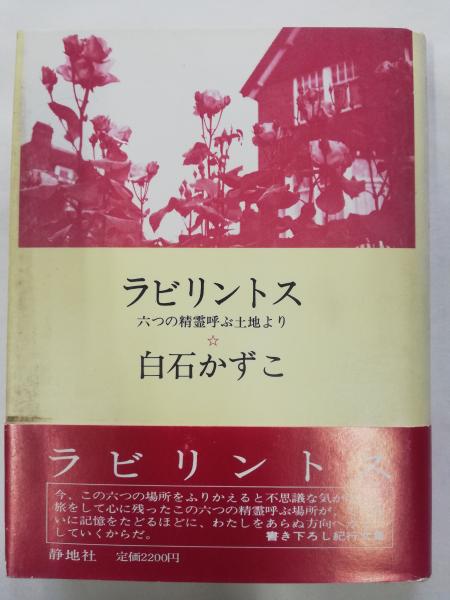 ラビリントス
六つの精霊呼ぶ土地より
☆
白石かずこ
ラビリントス
今、この六つの場所をふりかえると不思議な気が
旅をして心に残ったこの六つの精霊呼ぶ場所が、
いに記憶をたどるほどに、わたしをあらぬ方向へ
していくからだ。
書き下ろし紀行
静地社 定価2200円